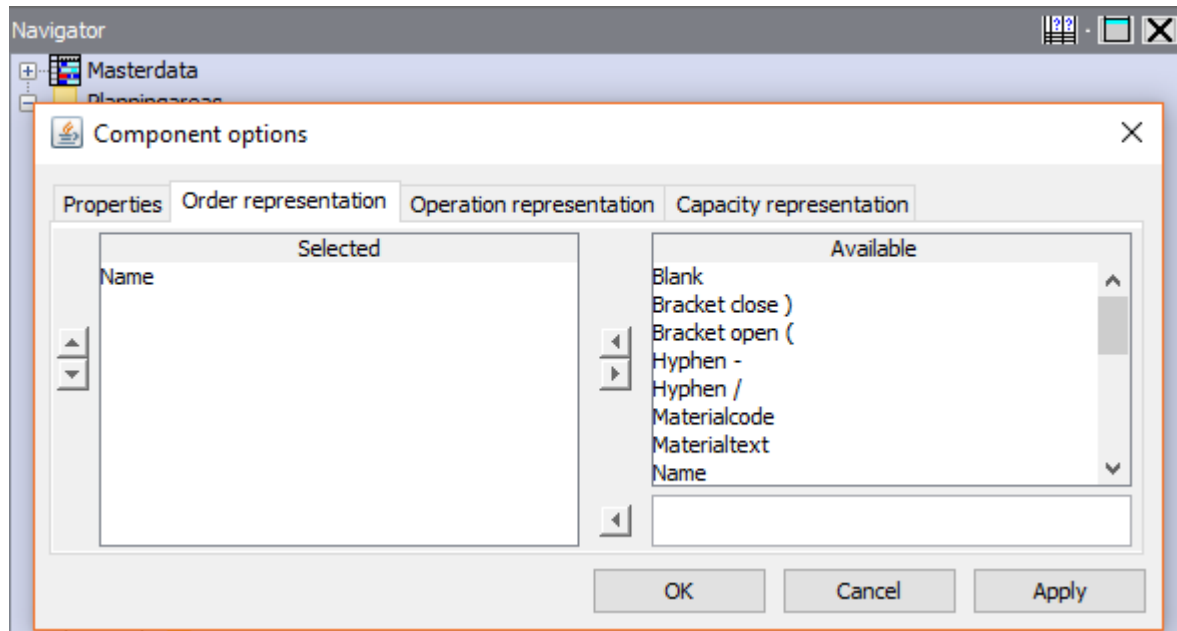 Navigator
Masterdata
Planningareas
Component options
Properties Order representation Operation representation Capacity representation
Selected
Name
Available
Blank
Bracket close )
Bracket open (
Hyphen -
Hyphen /
Materialcode
Materialtext
Name
OK Cancel Apply